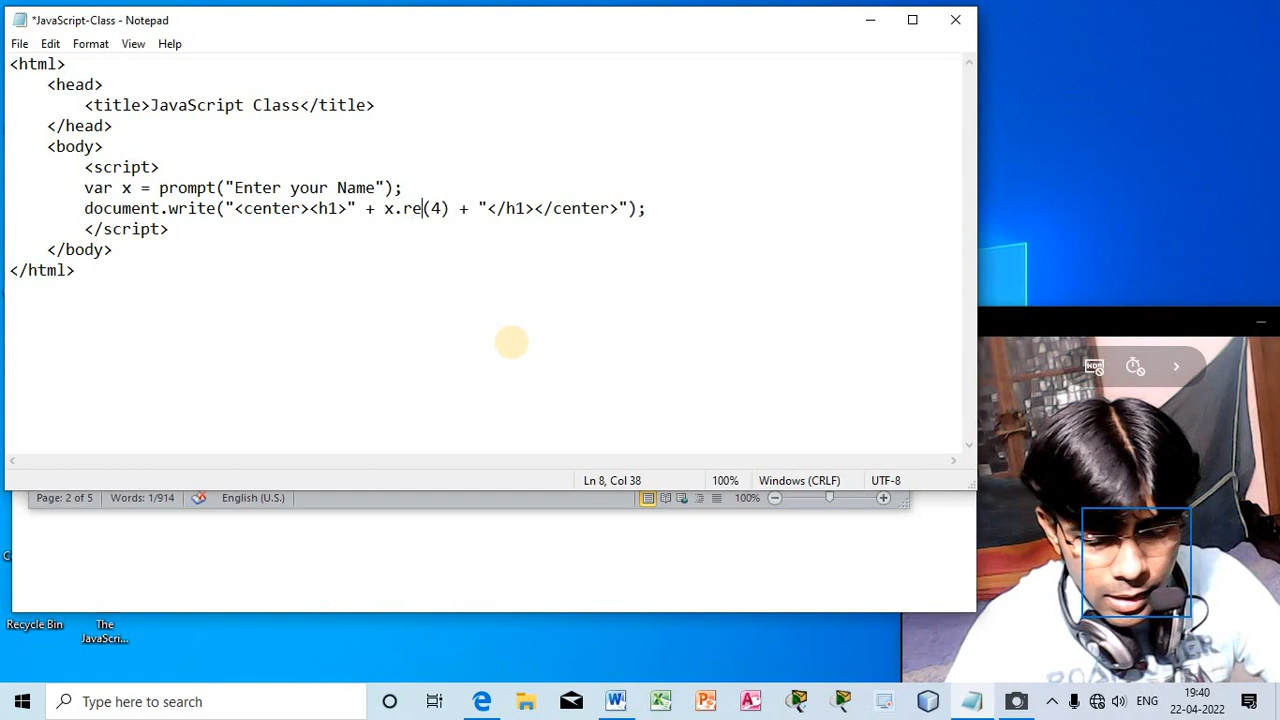 *JavaScript-Class - Notepad
File Edit Format View Help
<html>
<head>
<title>JavaScript Class</title>
</head>
<body>
<script>
var x = prompt("Enter your Name");
document.write("<center><h1>" + x.re(4) + "</h1></center>");
</script>
</body>
</html>
Ln 8, Col 38 100% Windows (CRLF) UTF-8
Page: 2 of 5 Words: 1/914 English (U.S.) 100%
HDR
Recycle Bin The
JavaScri...
Type here to search
ENG
19:40
22-04-2022